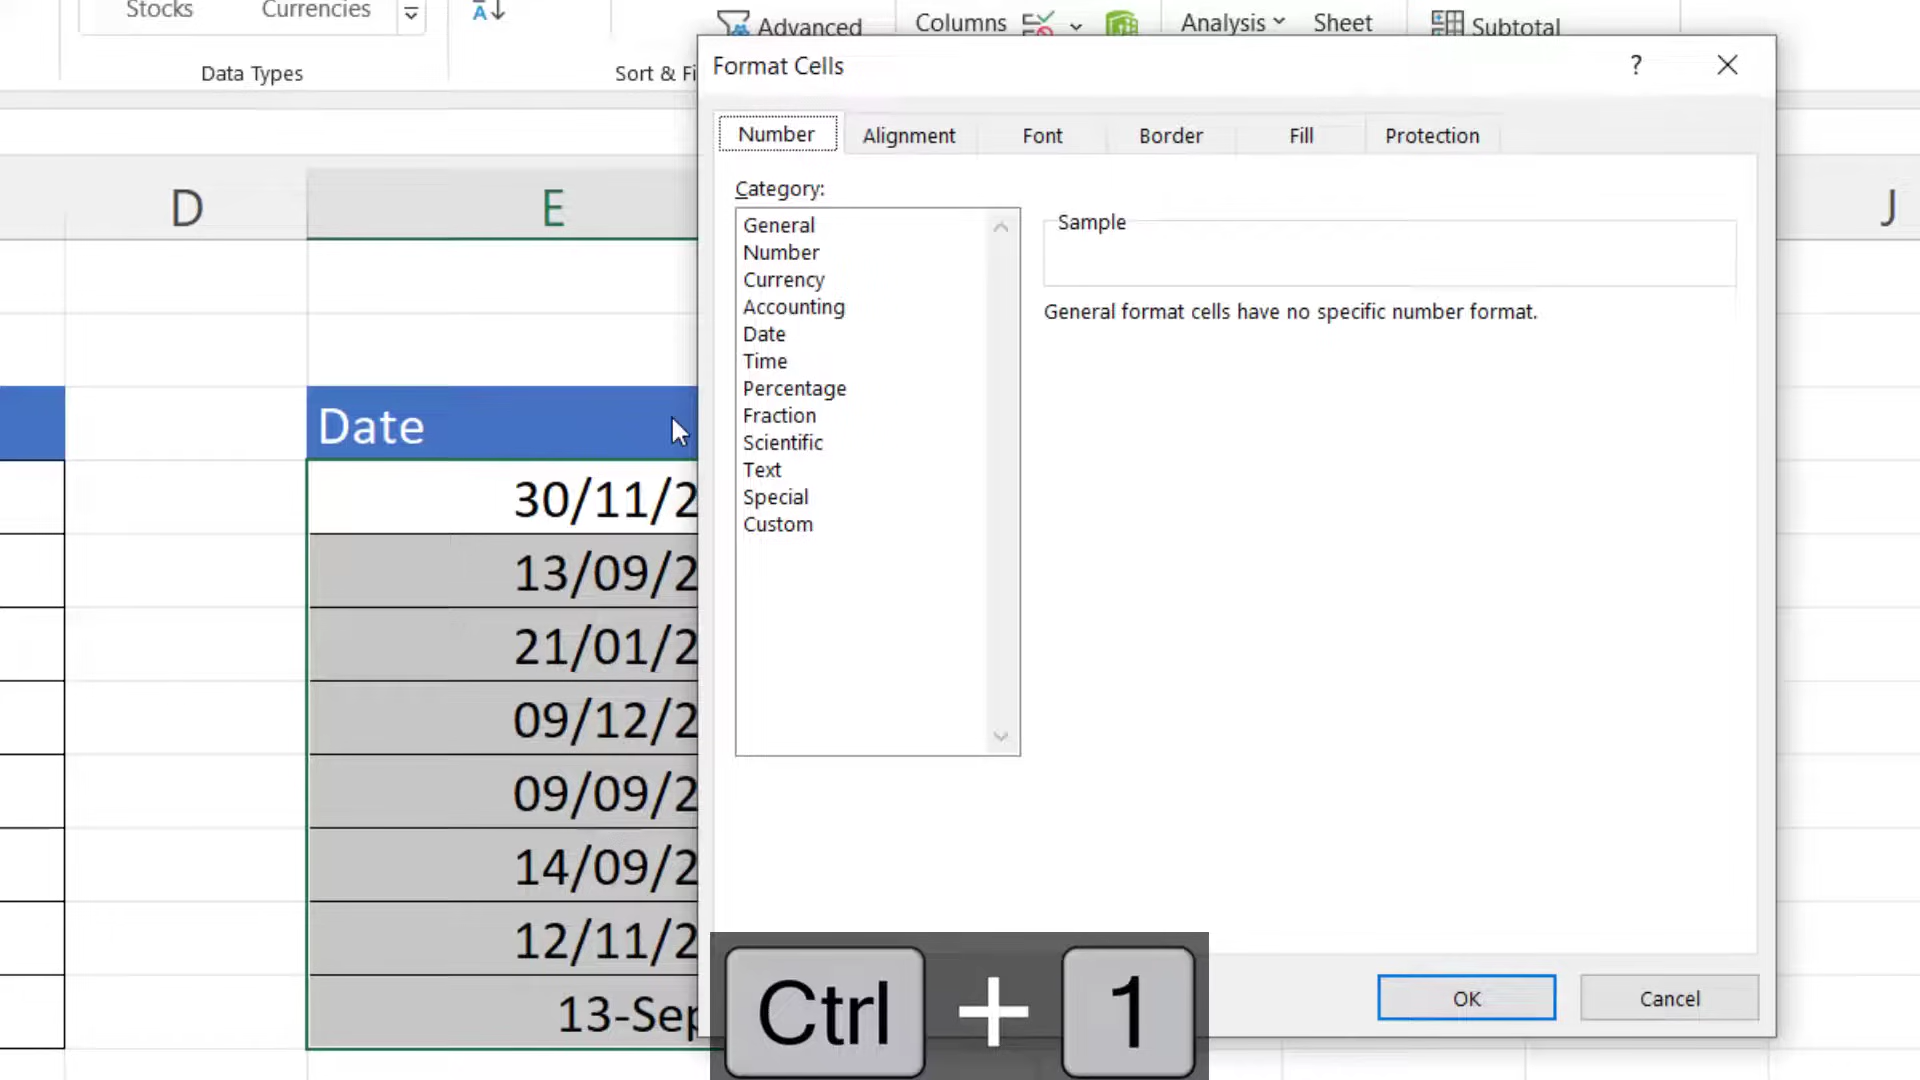 Stocks
Currencies
Data Types
Sort & Fi
Advanced
Columns
Analysis
Sheet
Subtotal
Format Cells
?
Number
Alignment
Font
Border
Fill
Protection
Category:
General
Number
Currency
Accounting
Date
Time
Percentage
Fraction
Scientific
Text
Special
Custom
Sample
General format cells have no specific number format.
D
E
J
Date
30/11/2
13/09/2
21/01/2
09/12/2
09/09/2
14/09/2
12/11/2
13-Sep
Ctrl + 1
OK
Cancel